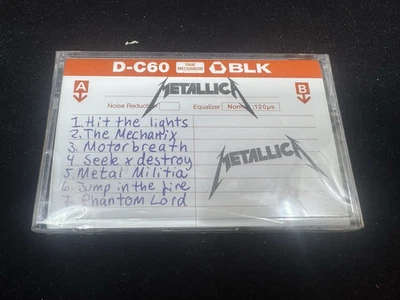 D-C60 TRUE MECHANISM BLK
A METALLICA B
Noise Reduction Equalizer Normal 120µs
1. Hit the lights
2. The Mechanix
3. Motorbreath
4 Seek x destroy
5. Metal Militia
6. Jump in the fire
7. Phantom Lord
METALLICA